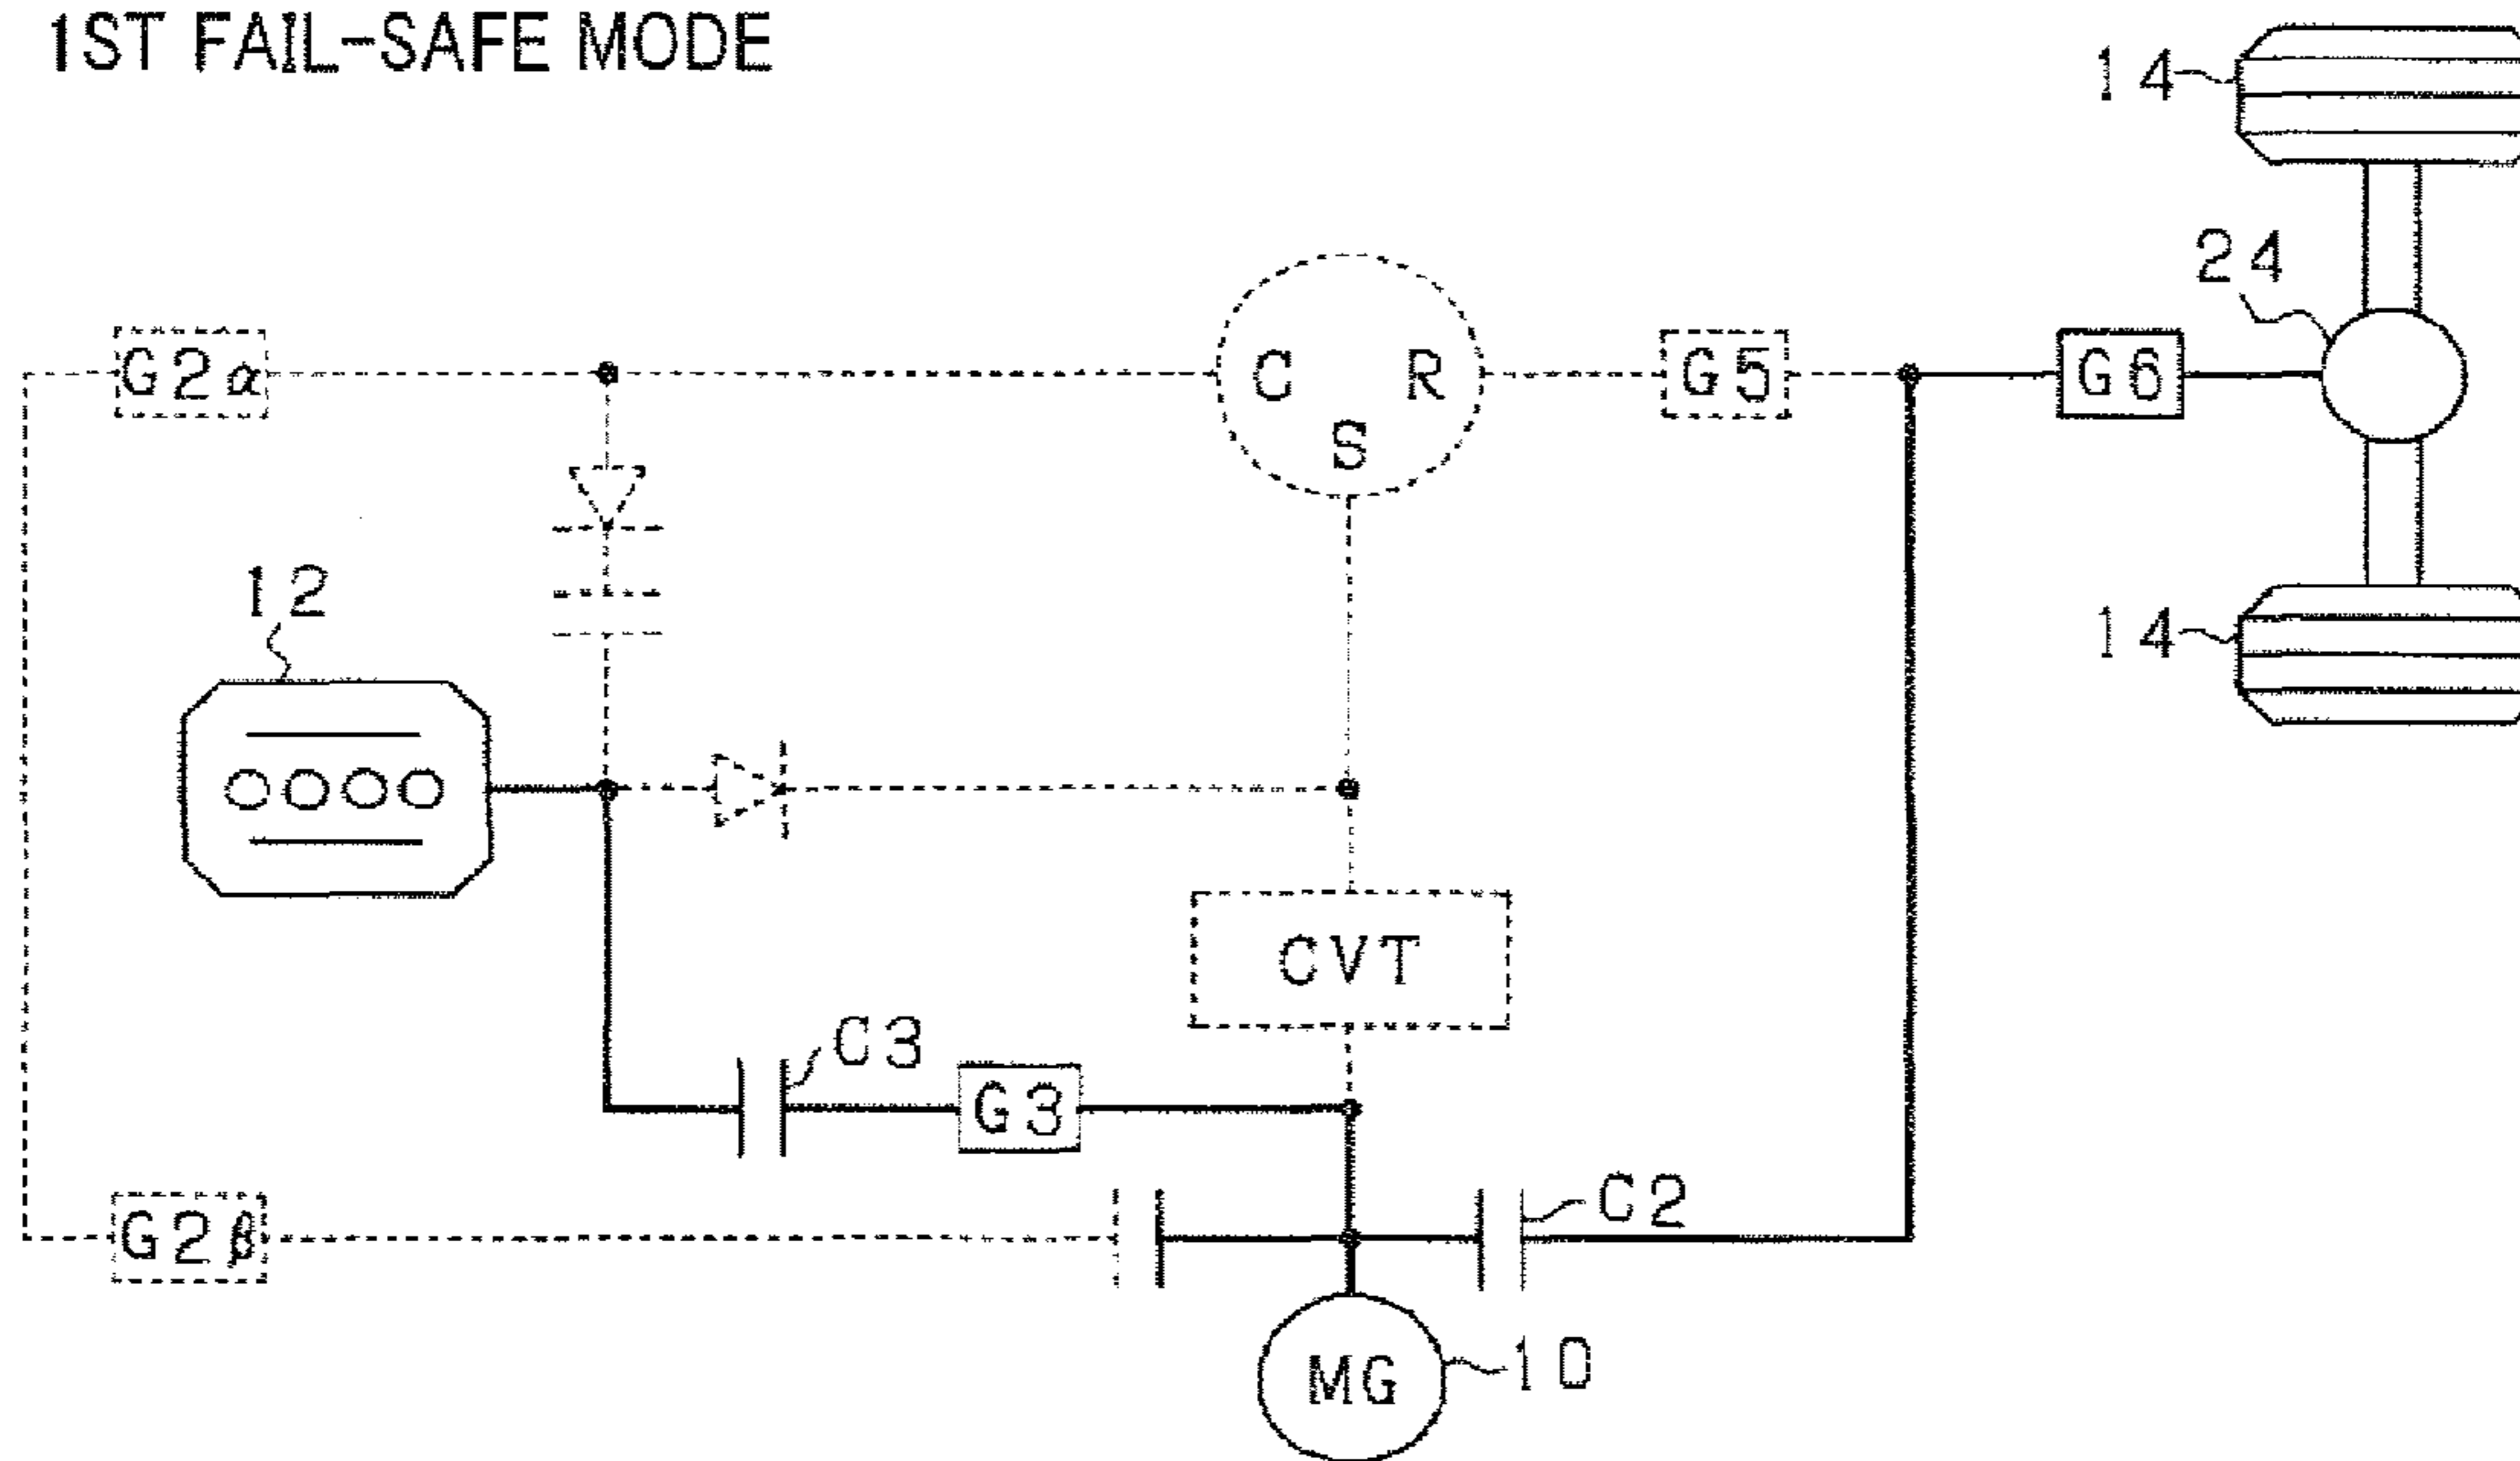 1ST FAIL-SAFE MODE
14
24
G2α
C
R
G5
G6
S
12
14
CVT
C3
G3
C2
G2β
MG
10